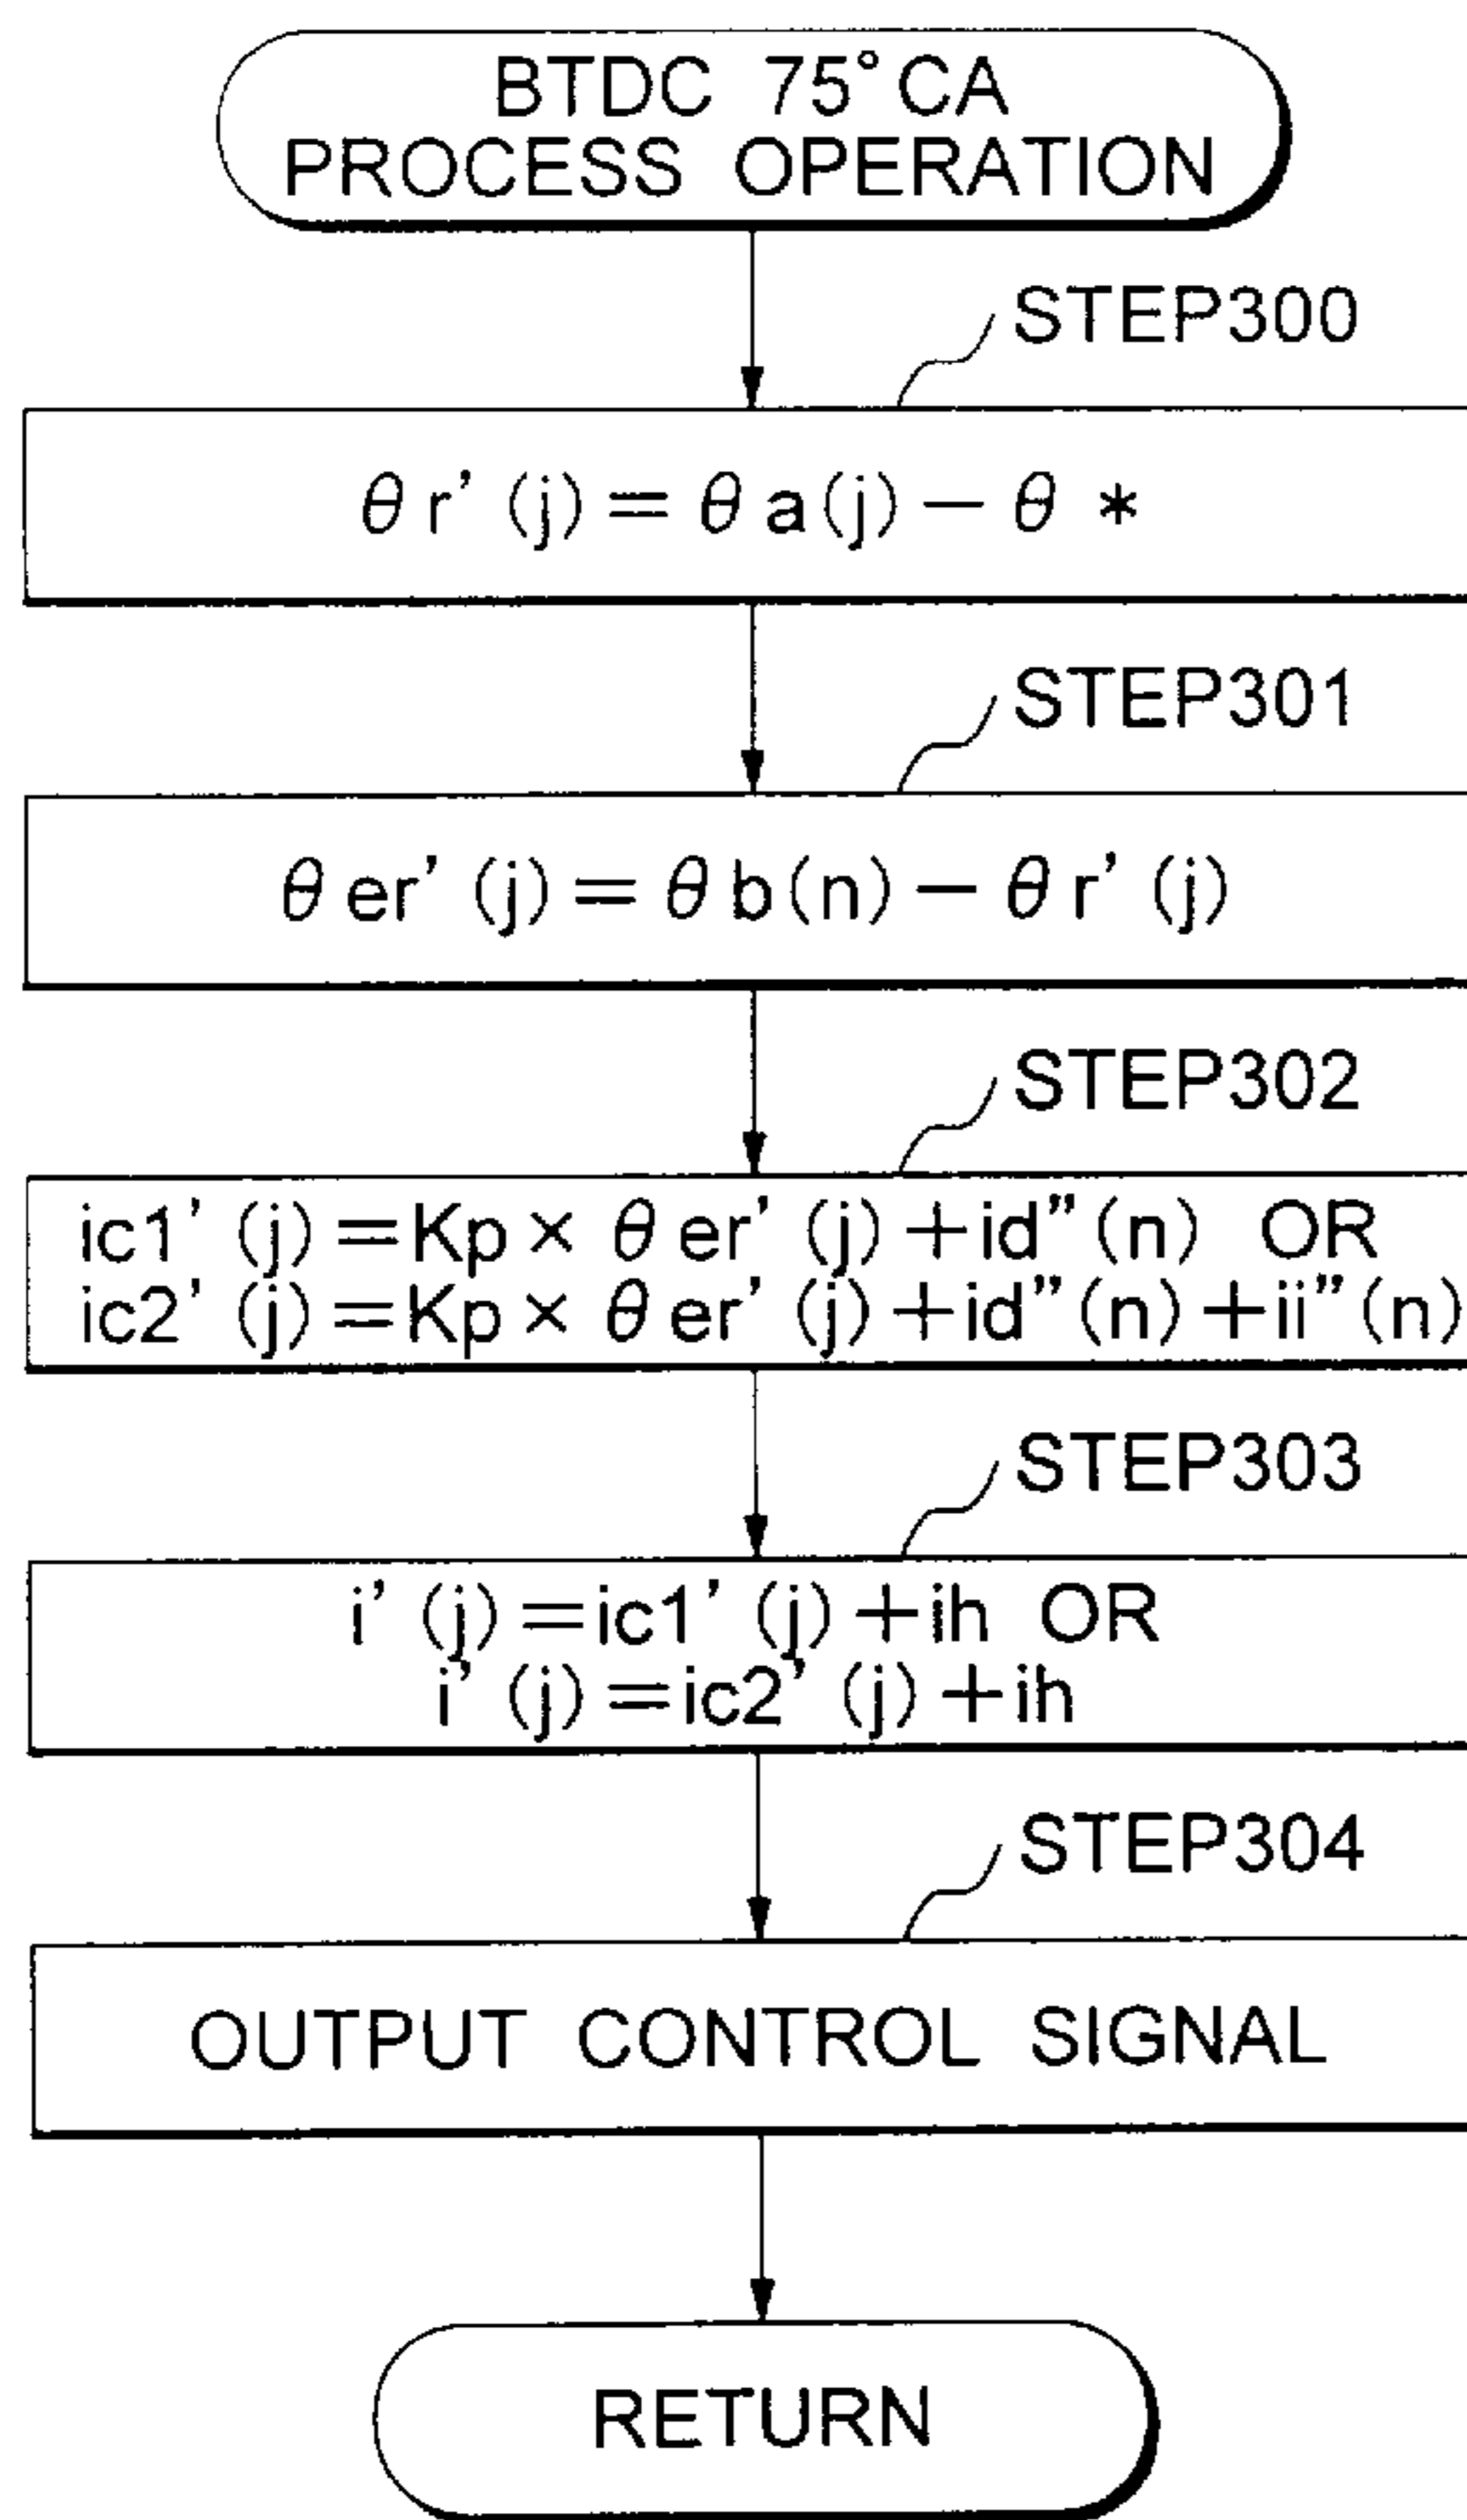 BTDC 75°CA
PROCESS OPERATION
STEP300
θr'(j)=θa(j)-θ*
STEP301
θer'(j)=θb(n)-θr'(j)
STEP302
ic1'(j)=Kp×θer'(j)+id"(n) OR
ic2'(j)=Kp×θer'(j)+id"(n)+ii"(n)
STEP303
i'(j)=ic1'(j)+ih OR
i'(j)=ic2'(j)+ih
STEP304
OUTPUT CONTROL SIGNAL
RETURN